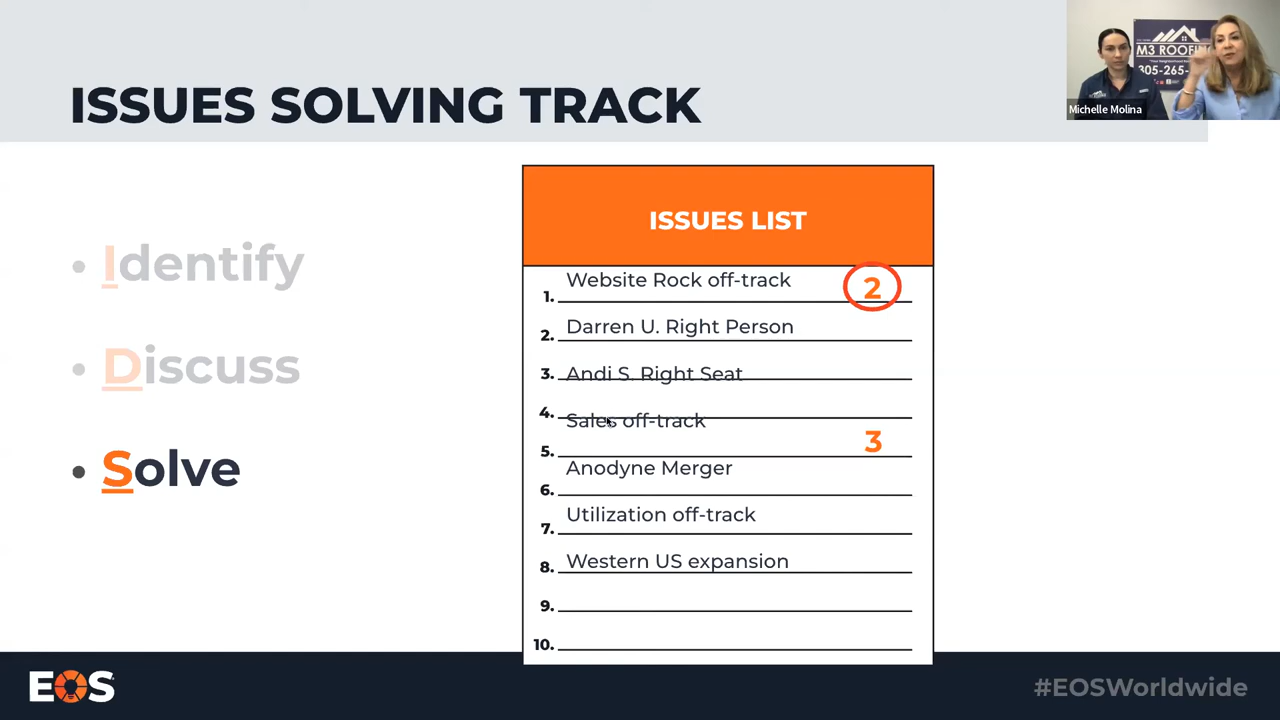 M3 ROOFING
305-265-
Michelle Molina
ISSUES SOLVING TRACK
• Identify
• Discuss
• Solve
ISSUES LIST
1. Website Rock off-track 2
2. Darren U. Right Person
3. Andi S. Right Seat
4. Sales off-track
5. 3
6. Anodyne Merger
7. Utilization off-track
8. Western US expansion
9.
10.
EOS
#EOSWorldwide